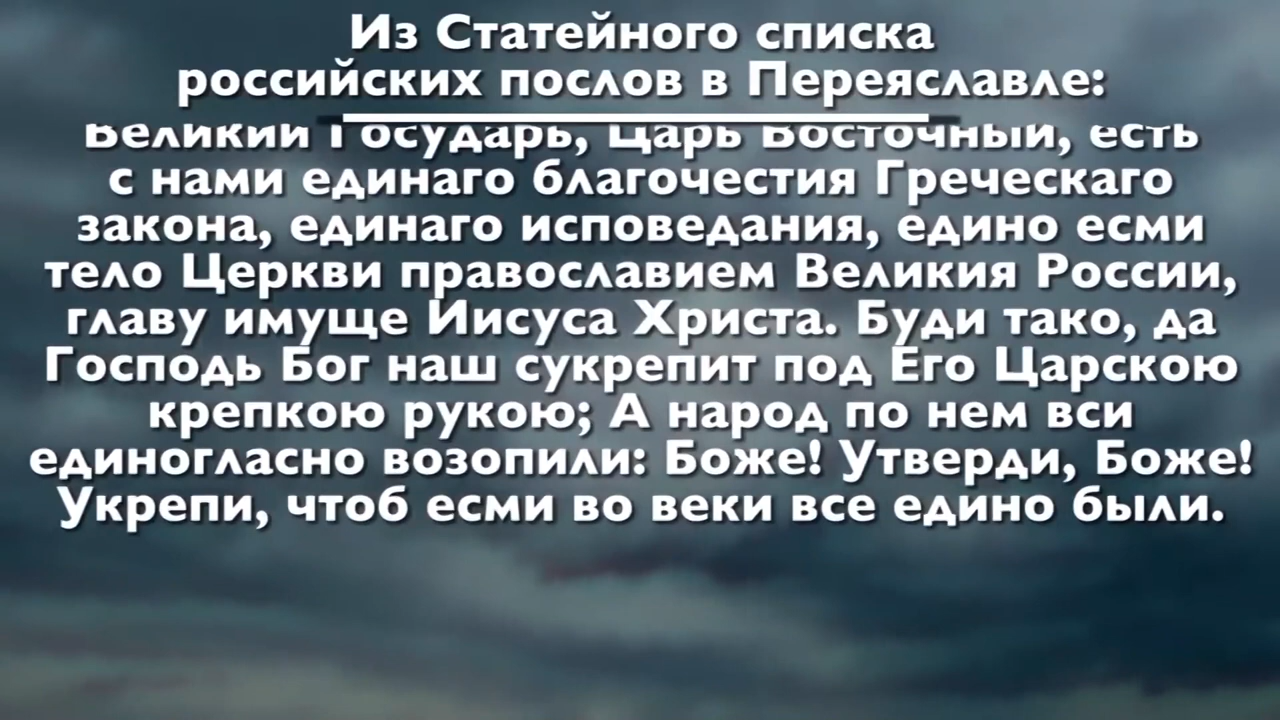 Из Статейного списка
российских послов в Переяславле:
Великий Государь, Царь Восточный, есть
с нами единаго благочестия Греческаго
закона, единаго исповедания, едино есми
тело Церкви православием Великия России,
главу имуще Иисуса Христа. Буди тако, да
Господь Бог наш сукрепит под Его Царскою
крепкою рукою; А народ по нем вси
единогласно возопили: Боже! Утверди, Боже!
Укрепи, чтоб есми во веки все едино были.